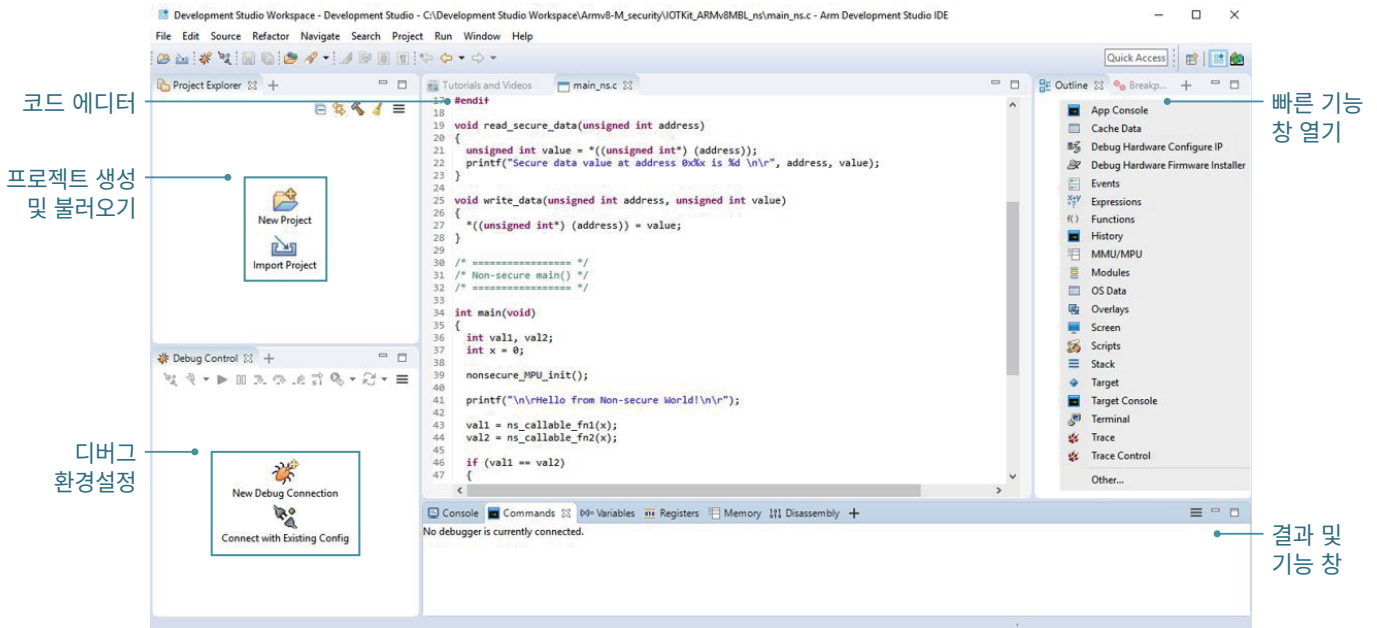 Development Studio Workspace - Development Studio - C:\Development Studio Workspace\Armv8-M_security\IOTKit_ARMv8MBL_ns\main_ns.c - Arm Development Studio IDE
File Edit Source Refactor Navigate Search Project Run Window Help
Quick Access
Project Explorer
Tutorials and Videos
main_ns.c
Outline
Breakp...
코드 에디터
프로젝트 생성
및 불러오기
New Project
Import Project
Debug Control
디버그
환경설정
New Debug Connection
Connect with Existing Config
17 #endif
18
19 void read_secure_data(unsigned int address)
20 {
21 unsigned int value = *((unsigned int*) (address));
22 printf("Secure data value at address 0x%x is %d \n\r", address, value);
23 }
24
25 void write_data(unsigned int address, unsigned int value)
26 {
27 *((unsigned int*) (address)) = value;
28 }
29
30 /* ================= */
31 /* Non-secure main() */
32 /* ================= */
33
34 int main(void)
35 {
36 int val1, val2;
37 int x = 0;
38
39 nonsecure_MPU_init();
40
41 printf("\n\rHello from Non-secure World!\n\r");
42
43 val1 = ns_callable_fn1(x);
44 val2 = ns_callable_fn2(x);
45
46 if (val1 == val2)
47 {
App Console
Cache Data
Debug Hardware Configure IP
Debug Hardware Firmware Installer
Events
Expressions
Functions
History
MMU/MPU
Modules
OS Data
Overlays
Screen
Scripts
Stack
Target
Target Console
Terminal
Trace
Trace Control
Other...
빠른 기능
창 열기
Console Commands Variables Registers Memory Disassembly
No debugger is currently connected.
결과 및
기능 창